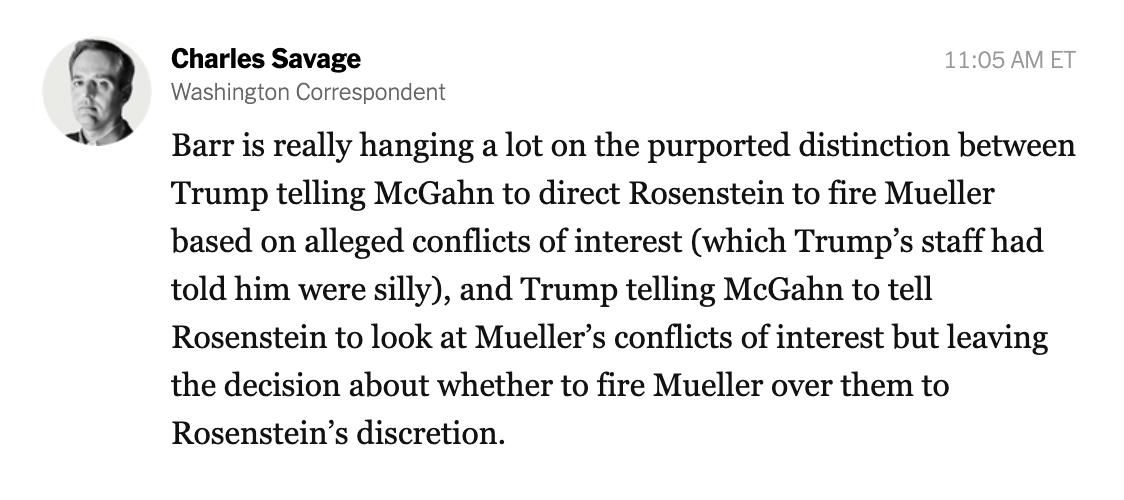 Charles Savage
11:05 AM ET
Washington Correspondent
Barr is really hanging a lot on the purported distinction between
Trump telling McGahn to direct Rosenstein to fire Mueller
based on alleged conflicts of interest (which Trump’s staff had
told him were silly), and Trump telling McGahn to tell
Rosenstein to look at Mueller’s conflicts of interest but leaving
the decision about whether to fire Mueller over them to
Rosenstein’s discretion.